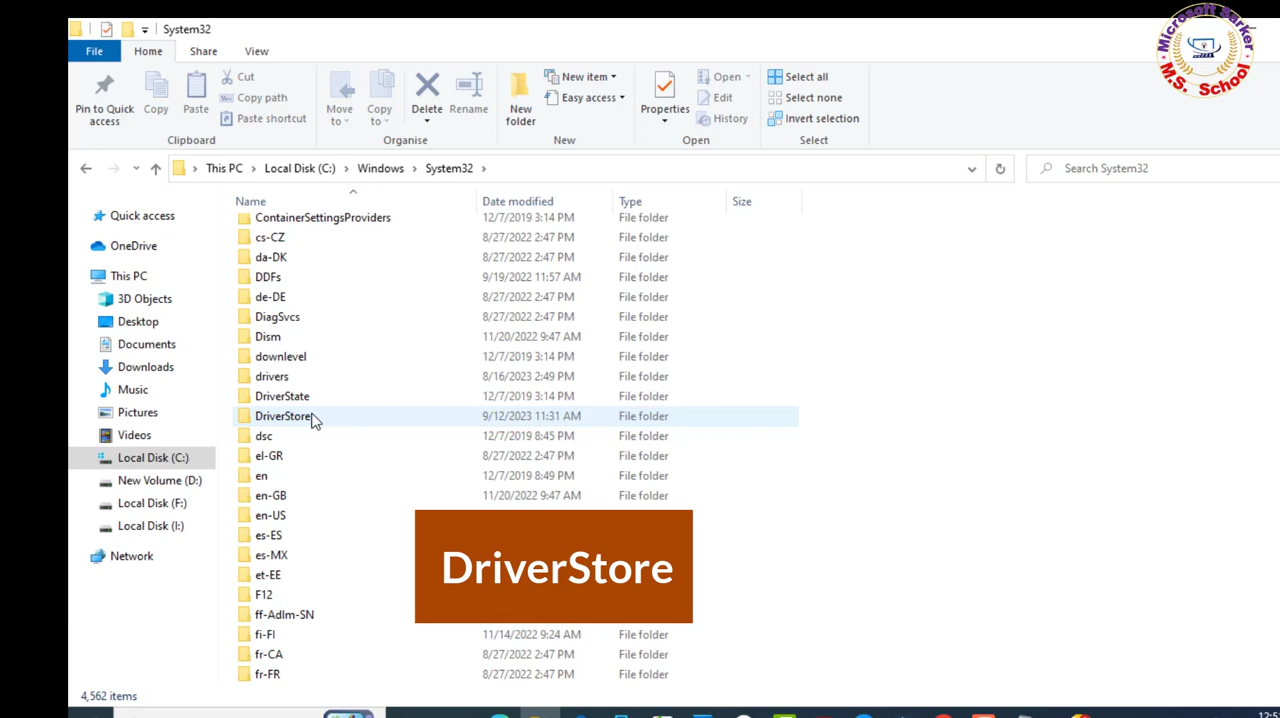 System32
Microsoft Sarker
M.S. School
File Home Share View
Pin to Quick access
Copy
Paste
Cut
Copy path
Paste shortcut
Clipboard
Move to
Copy to
Delete
Rename
Organise
New folder
New item
Easy access
New
Properties
Open
Edit
History
Open
Select all
Select none
Invert selection
Select
This PC > Local Disk (C:) > Windows > System32 >
Search System32
Quick access
OneDrive
This PC
3D Objects
Desktop
Documents
Downloads
Music
Pictures
Videos
Local Disk (C:)
New Volume (D:)
Local Disk (F:)
Local Disk (I:)
Network
Name Date modified Type Size
ContainerSettingsProviders 12/7/2019 3:14 PM File folder
cs-CZ 8/27/2022 2:47 PM File folder
da-DK 8/27/2022 2:47 PM File folder
DDFs 9/19/2022 11:57 AM File folder
de-DE 8/27/2022 2:47 PM File folder
DiagSvcs 8/27/2022 2:47 PM File folder
Dism 11/20/2022 9:47 AM File folder
downlevel 12/7/2019 3:14 PM File folder
drivers 8/16/2023 2:49 PM File folder
DriverState 12/7/2019 3:14 PM File folder
DriverStore 9/12/2023 11:31 AM File folder
dsc 12/7/2019 8:45 PM File folder
el-GR 8/27/2022 2:47 PM File folder
en 12/7/2019 8:49 PM File folder
en-GB 11/20/2022 9:47 AM File folder
en-US
es-ES
es-MX
et-EE
F12
ff-Adlm-SN
fi-FI 11/14/2022 9:24 AM File folder
fr-CA 8/27/2022 2:47 PM File folder
fr-FR 8/27/2022 2:47 PM File folder
DriverStore
4,562 items